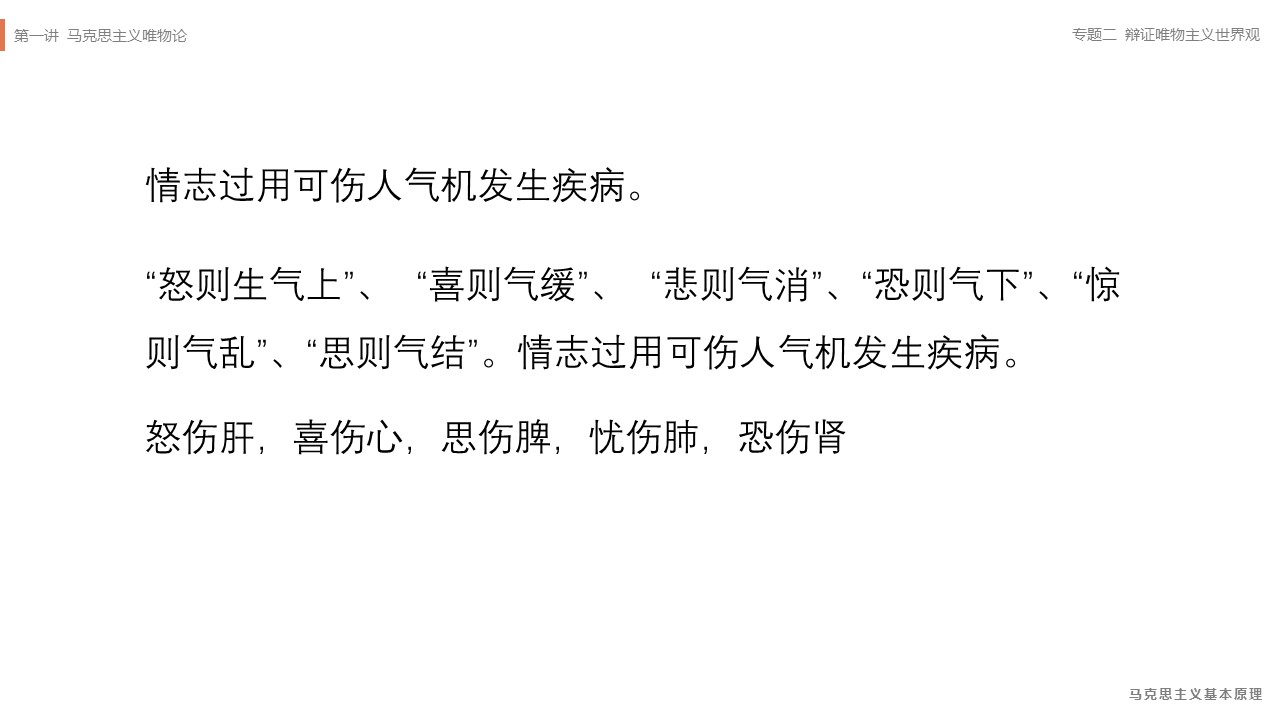 第一讲 马克思主义唯物论
专题二 辩证唯物主义世界观
情志过用可伤人气机发生疾病。
“怒则生气上”、 “喜则气缓”、 “悲则气消”、“恐则气下”、“惊
则气乱”、“思则气结”。情志过用可伤人气机发生疾病。
怒伤肝，喜伤心，思伤脾，忧伤肺，恐伤肾
马克思主义基本原理